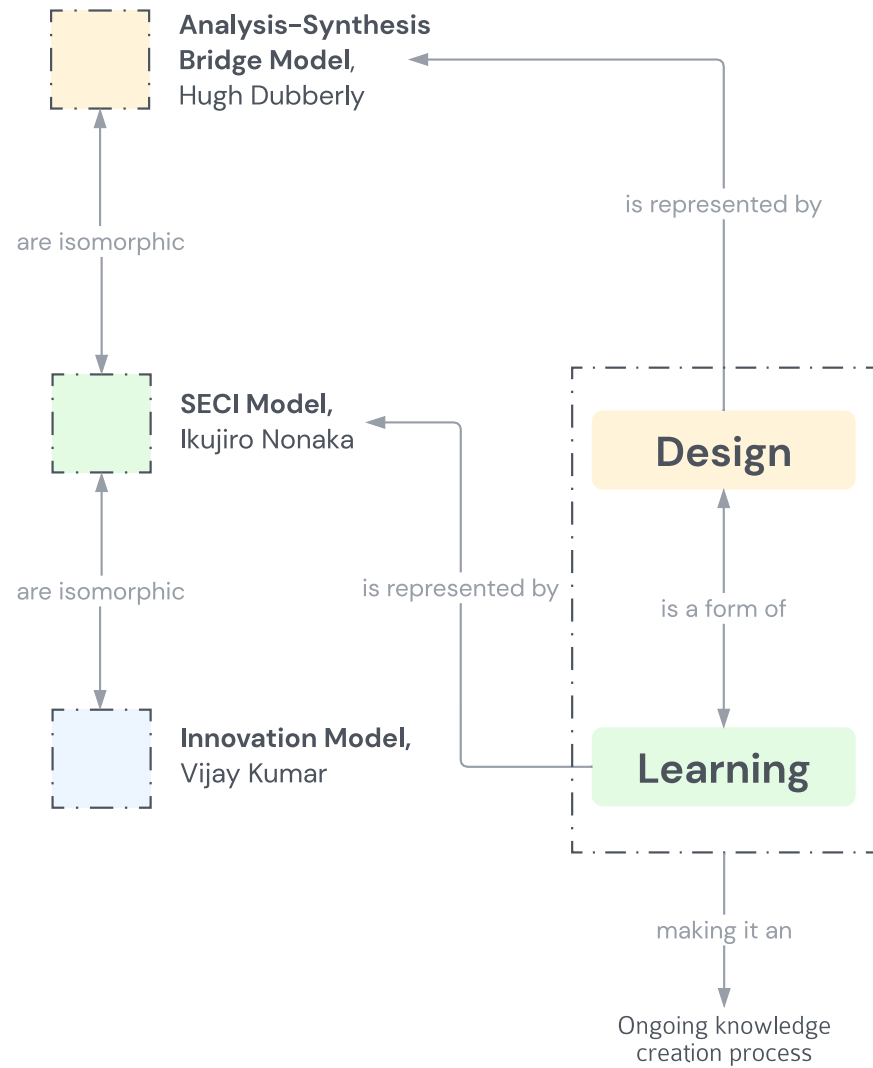 Analysis–Synthesis
Bridge Model,
Hugh Dubberly
is represented by
are isomorphic
SECI Model,
Ikujiro Nonaka
Design
are isomorphic
is represented by
is a form of
Innovation Model,
Vijay Kumar
Learning
making it an
Ongoing knowledge
creation process